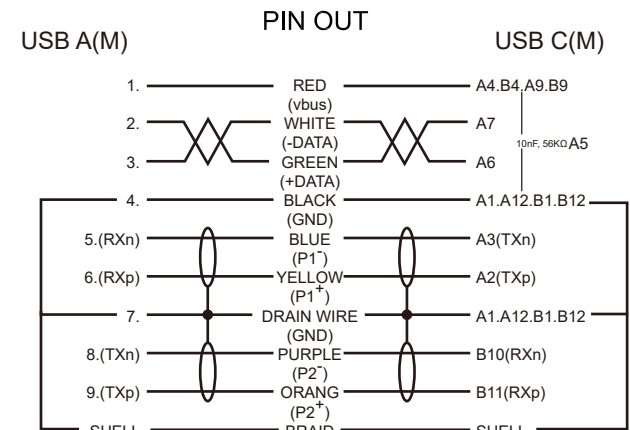 PIN OUT
USB A(M) USB C(M)
1. RED A4.B4.A9.B9
(vbus)
2. WHITE A7
(-DATA) 10nF, 56KΩ A5
3. GREEN A6
(+DATA)
4. BLACK A1.A12.B1.B12
(GND)
5.(RXn) BLUE A3(TXn)
(P1⁻)
6.(RXp) YELLOW A2(TXp)
(P1⁺)
7. DRAIN WIRE A1.A12.B1.B12
(GND)
8.(TXn) PURPLE B10(RXn)
(P2⁻)
9.(TXp) ORANG B11(RXp)
(P2⁺)
SHELL BRAID SHELL